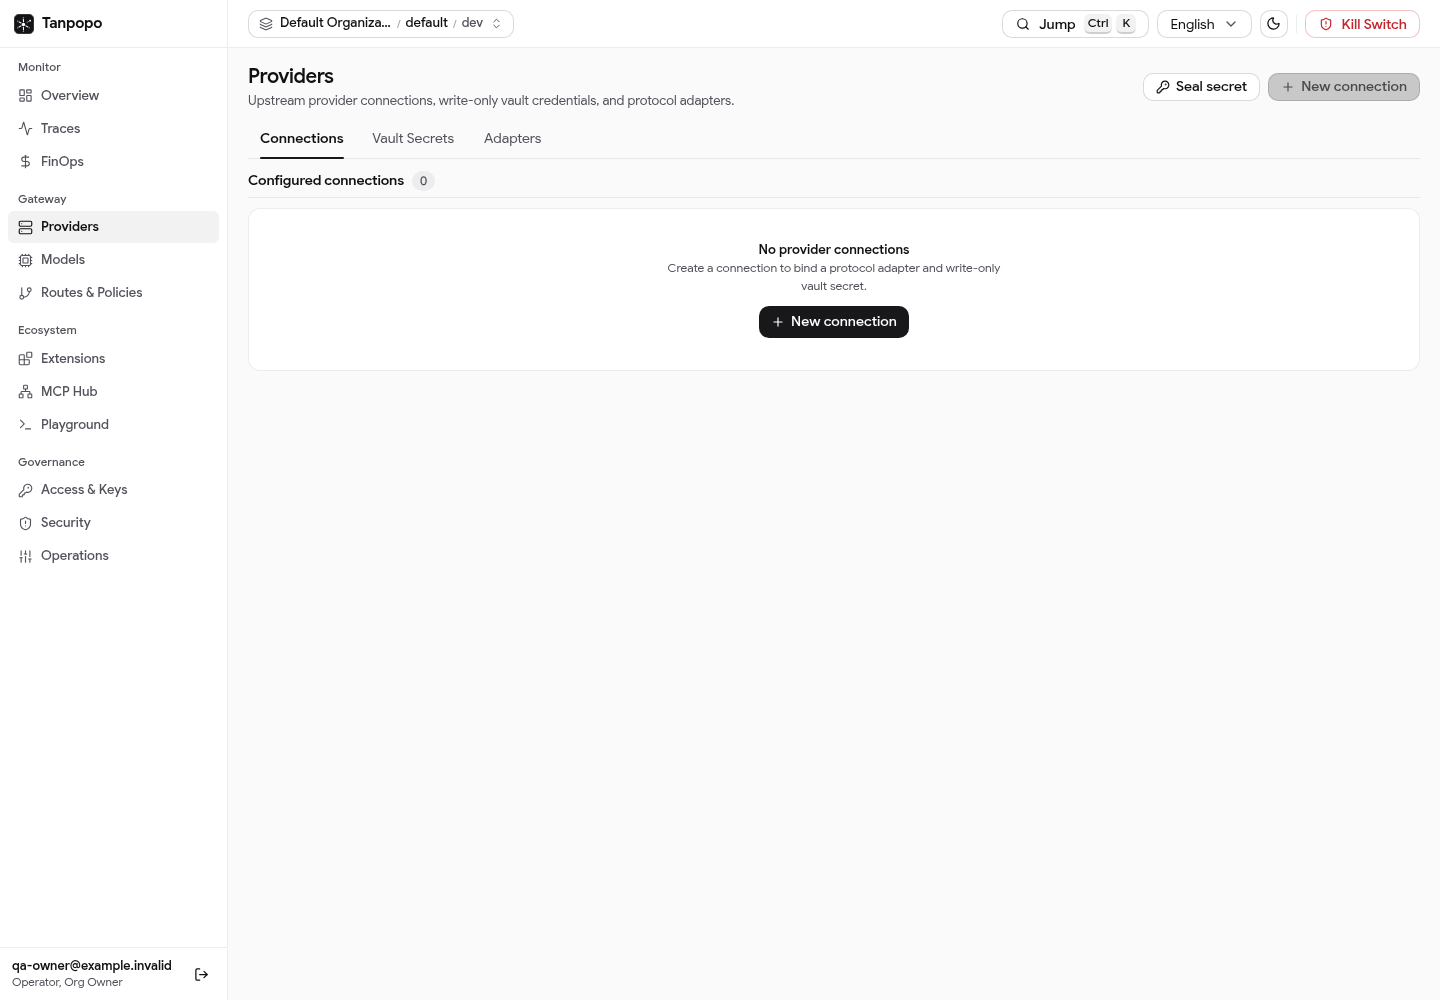 Tanpopo
Default Organiza... / default / dev
Jump Ctrl K
English
Kill Switch
Monitor
Overview
Traces
FinOps
Gateway
Providers
Models
Routes & Policies
Ecosystem
Extensions
MCP Hub
Playground
Governance
Access & Keys
Security
Operations
qa-owner@example.invalid
Operator, Org Owner
Providers
Upstream provider connections, write-only vault credentials, and protocol adapters.
Seal secret
New connection
Connections Vault Secrets Adapters
Configured connections 0
No provider connections
Create a connection to bind a protocol adapter and write-only
vault secret.
New connection